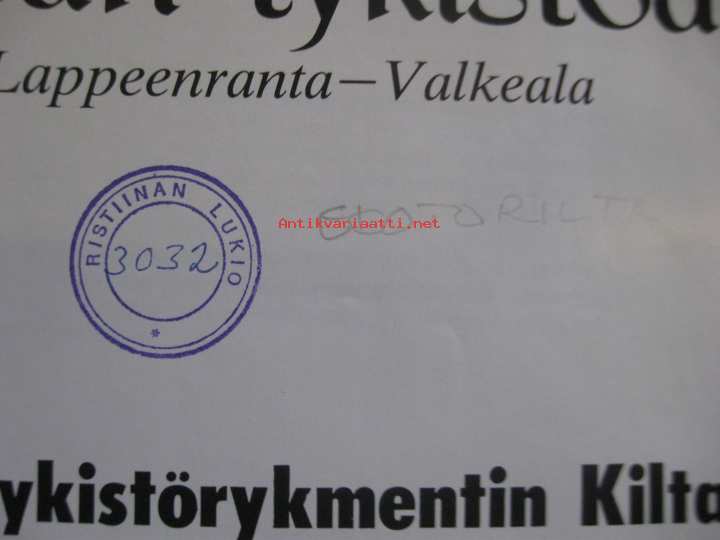 Lappeenranta–Valkeala
RISTIINAN LUKIO
3032
*
Antikvariaatti.net
ykistörykmentin Kilta